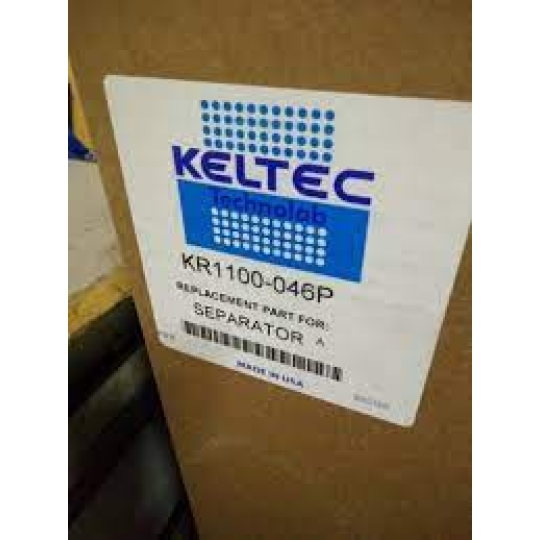 KELTEC
Technolab
KR1100-046P
REPLACEMENT PART FOR:
SEPARATOR A
MADE IN USA